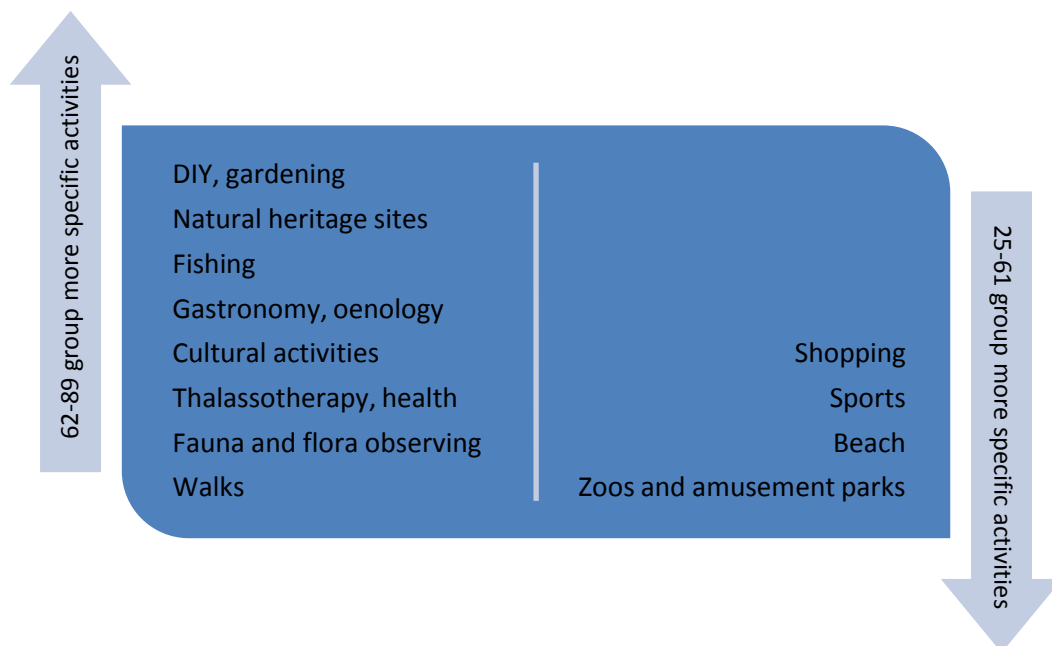 62-89 group more specific activities
DIY, gardening
Natural heritage sites
Fishing
Gastronomy, oenology
Cultural activities
Thalassotherapy, health
Fauna and flora observing
Walks
Shopping
Sports
Beach
Zoos and amusement parks
25-61 group more specific activities